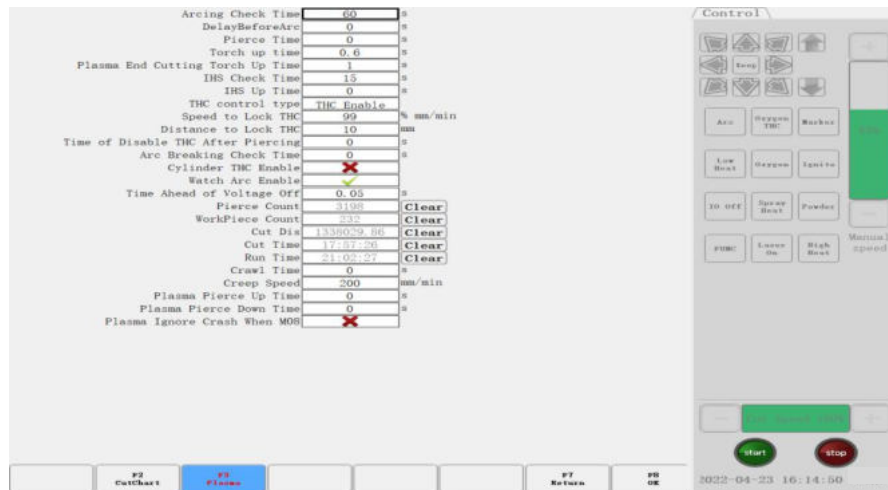 Arcing Check Time 60 s
DelayBeforeArc 0 s
Pierce Time 0 s
Torch up time 0.6 s
Plasma End Cutting Torch Up Time 1 s
IHS Check Time 15 s
IHS Up Time 0 s
THC control type THC Enable
Speed to Lock THC 99 % mm/min
Distance to Lock THC 10 mm
Time of Disable THC After Piercing 0 s
Arc Breaking Check Time 0 s
Cylinder THC Enable
Watch Arc Enable
Time Ahead of Voltage Off 0.05 s
Pierce Count 3198 Clear
WorkPiece Count 232 Clear
Cut Dis 1338029.86 Clear
Cut Time 17:57:26 Clear
Run Time 21:02:27 Clear
Crawl Time 0 s
Creep Speed 200 mm/min
Plasma Pierce Up Time 0 s
Plasma Pierce Down Time 0 s
Plasma Ignore Crash When M08
Control
Keep
Arc Oxygen THC Marker
Low Heat Oxygen Ignite
IO Off Spray Heat Powder
FUNC Laser On High Heat
Manual speed
start stop
F2 CutChart F3 Plasma F7 Return F8 OK
2022-04-23 16:14:50